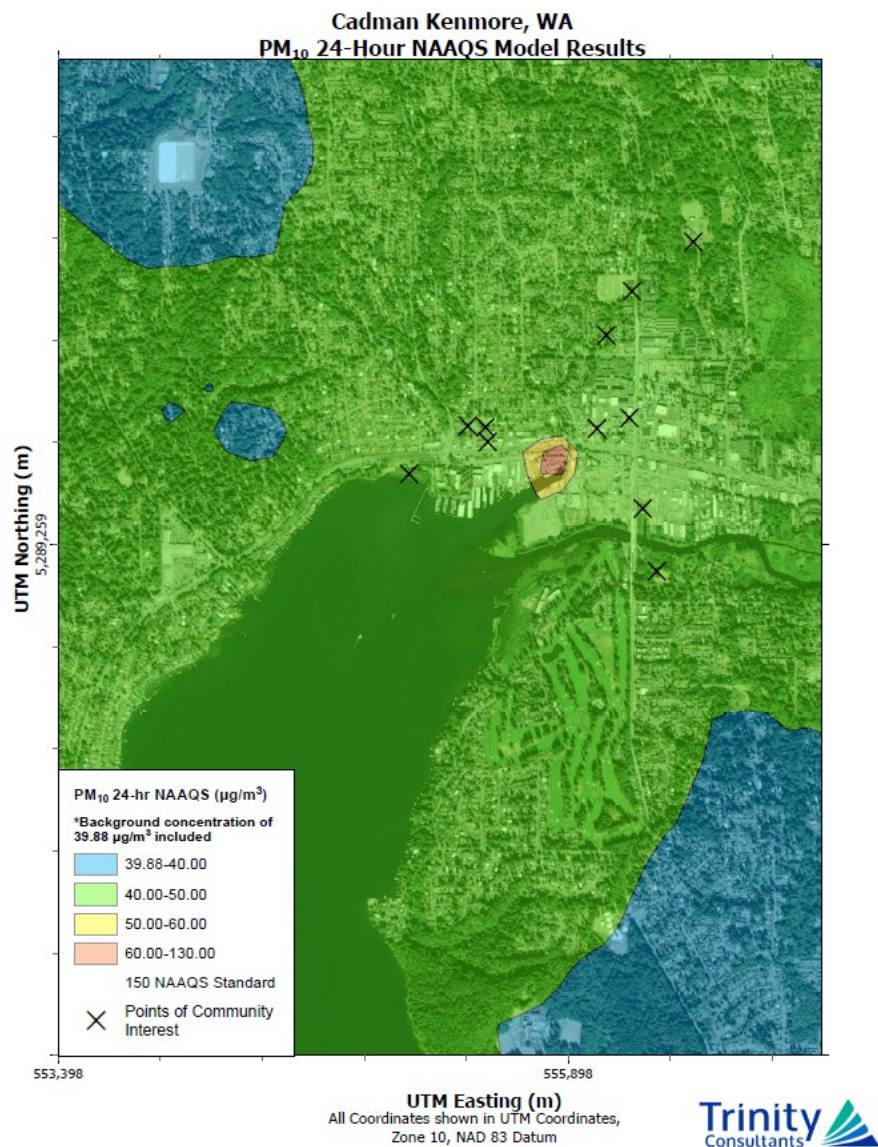 Cadman Kenmore, WA
PM₁₀ 24-Hour NAAQS Model Results
UTM Northing (m)
5,289,259
PM₁₀ 24-hr NAAQS (µg/m³)
*Background concentration of
39.88 µg/m³ included
39.88-40.00
40.00-50.00
50.00-60.00
60.00-130.00
150 NAAQS Standard
Points of Community
Interest
553,398
555,898
UTM Easting (m)
All Coordinates shown in UTM Coordinates,
Zone 10, NAD 83 Datum
Trinity
Consultants